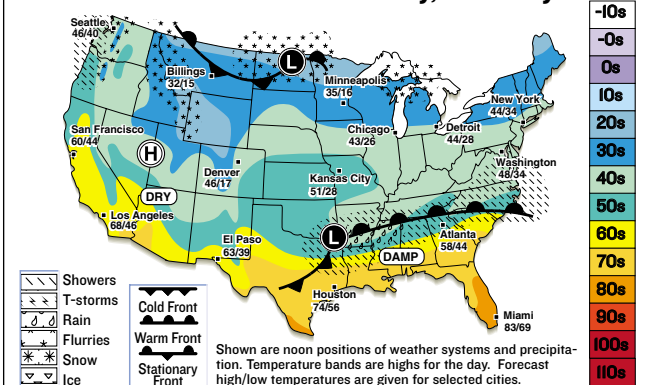 Seattle
46/40
Billings
32/15
L
Minneapolis
35/16
New York
44/34
San Francisco
60/44
H
Chicago
43/26
Detroit
44/28
Washington
48/34
Denver
46/17
Kansas City
51/28
DRY
Los Angeles
68/46
El Paso
63/39
L
Atlanta
58/44
DAMP
Houston
74/56
Miami
83/69
Showers
T-storms
Rain
Flurries
Snow
Ice
Cold Front
Warm Front
Stationary
Front
Shown are noon positions of weather systems and precipita-
tion. Temperature bands are highs for the day. Forecast
high/low temperatures are given for selected cities.
-10s
-0s
0s
10s
20s
30s
40s
50s
60s
70s
80s
90s
100s
110s